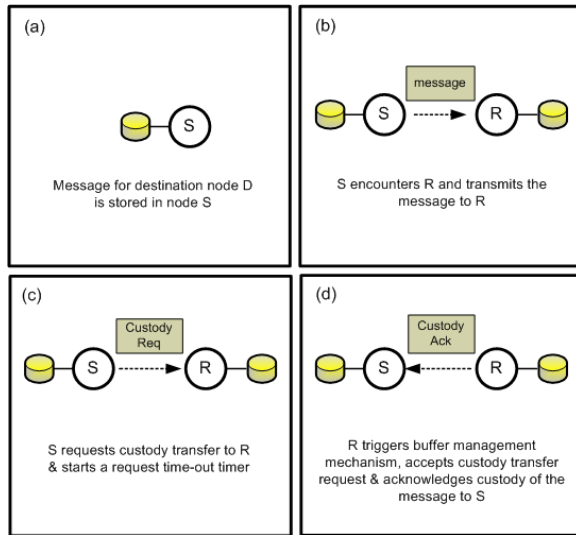 (a)
S
Message for destination node D
is stored in node S
(b)
message
S
R
S encounters R and transmits the
message to R
(c)
Custody
Req
S
R
S requests custody transfer to R
& starts a request time-out timer
(d)
Custody
Ack
S
R
R triggers buffer management
mechanism, accepts custody transfer
request & acknowledges custody of
the message to S